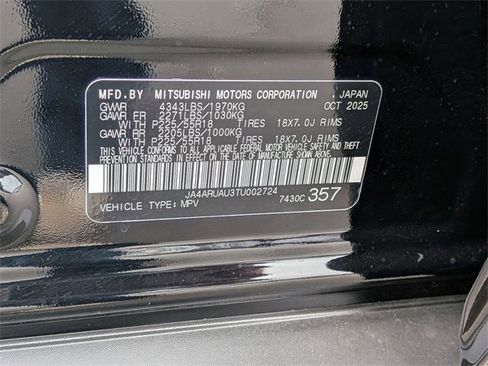 MFD.BY MITSUBISHI MOTORS CORPORATION JAPAN
GVWR 4343LBS/1970KG OCT 2025
GAWR FR 2271LBS/1030KG
WITH P225/55R18 TIRES 18X7.0J RIMS
GAWR RR 2205LBS/1000KG
WITH P225/55R18 TIRES 18X7.0J RIMS
THIS VEHICLE CONFORMS TO ALL APPLICABLE FEDERAL
MOTOR VEHICLE SAFETY AND THEFT PREVENTION STANDARDS
IN EFFECT ON THE DATE OF MANUFACTURE SHOWN ABOVE.
JA4ARUAU3TU002724
VEHICLE TYPE: MPV 7430C 357